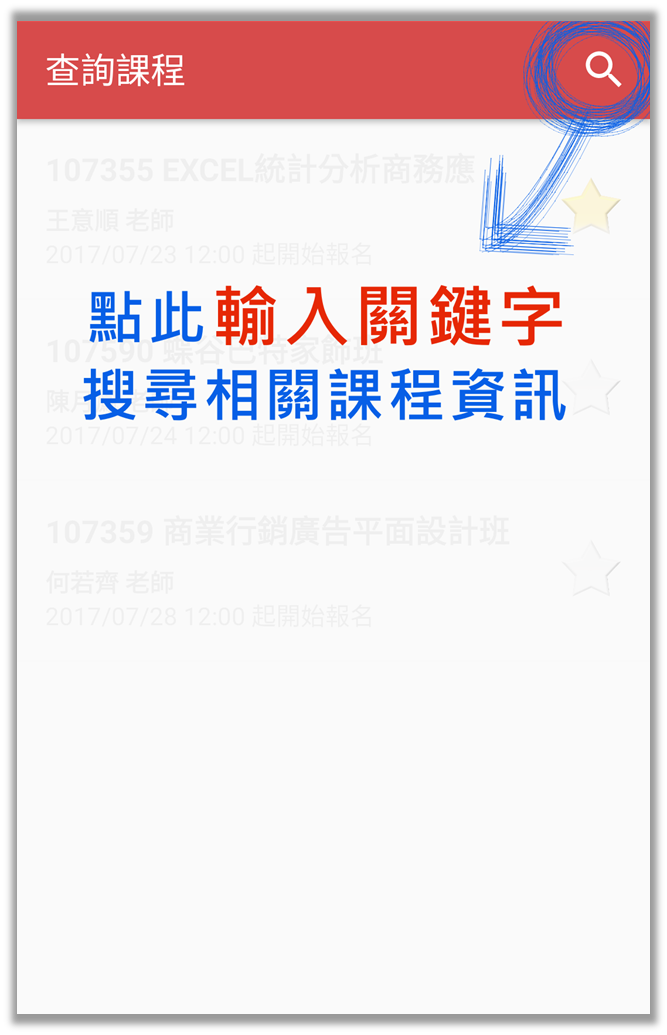 查詢課程
107355 EXCEL統計分析商務應
王意順 老師
2017/07/23 12:00 起開始報名
點此輸入關鍵字
107590 蝶谷巴特家飾班
搜尋相關課程資訊
陳月
2017/07/24 12:00 起開始報名
107359 商業行銷廣告平面設計班
何若齊 老師
2017/07/28 12:00 起開始報名